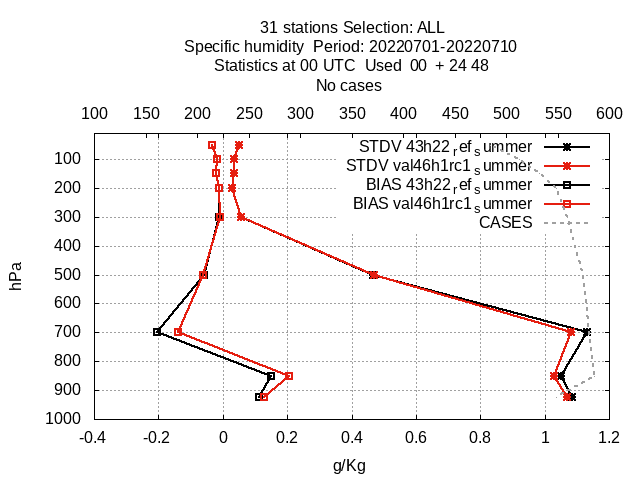 31 stations Selection: ALL
Specific humidity  Period: 20220701-20220710
Statistics at 00 UTC  Used  00  + 24 48
No cases
100 150 200 250 300 350 400 450 500 550 600
STDV 43h22_ref_summer
STDV val46h1rc1_summer
BIAS 43h22_ref_summer
BIAS val46h1rc1_summer
CASES
100
200
300
400
500
600
700
800
900
1000
hPa
-0.4 -0.2 0 0.2 0.4 0.6 0.8 1 1.2
g/Kg